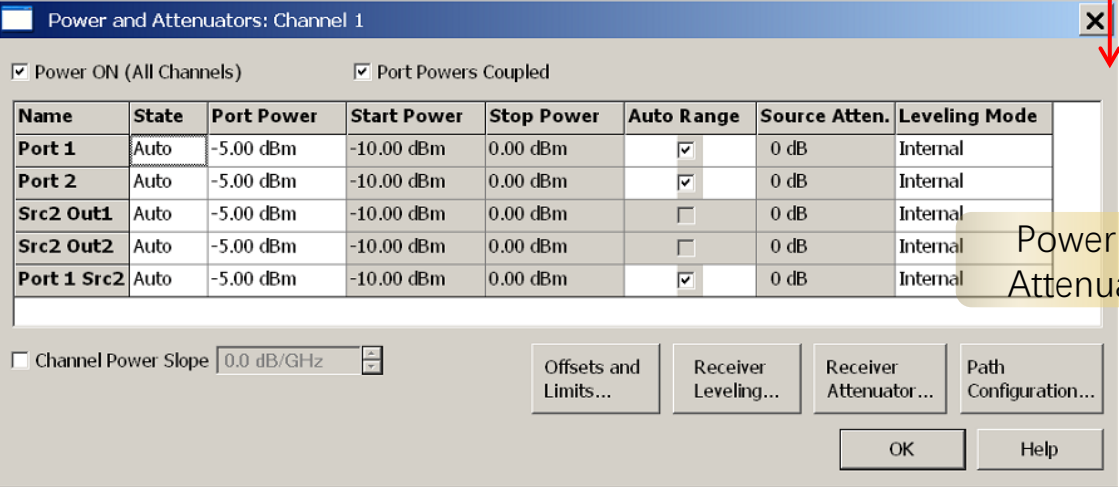 Power and Attenuators: Channel 1
Power ON (All Channels) Port Powers Coupled
Name State Port Power Start Power Stop Power Auto Range Source Atten. Leveling Mode
Port 1 Auto -5.00 dBm -10.00 dBm 0.00 dBm 0 dB Internal
Port 2 Auto -5.00 dBm -10.00 dBm 0.00 dBm 0 dB Internal
Src2 Out1 Auto -5.00 dBm -10.00 dBm 0.00 dBm 0 dB Internal
Src2 Out2 Auto -5.00 dBm -10.00 dBm 0.00 dBm 0 dB Internal
Port 1 Src2 Auto -5.00 dBm -10.00 dBm 0.00 dBm 0 dB Internal
Power
Channel Power Slope 0.0 dB/GHz
Offsets and
Limits...
Receiver
Leveling...
Receiver
Attenuator...
Path
Configuration...
OK Help